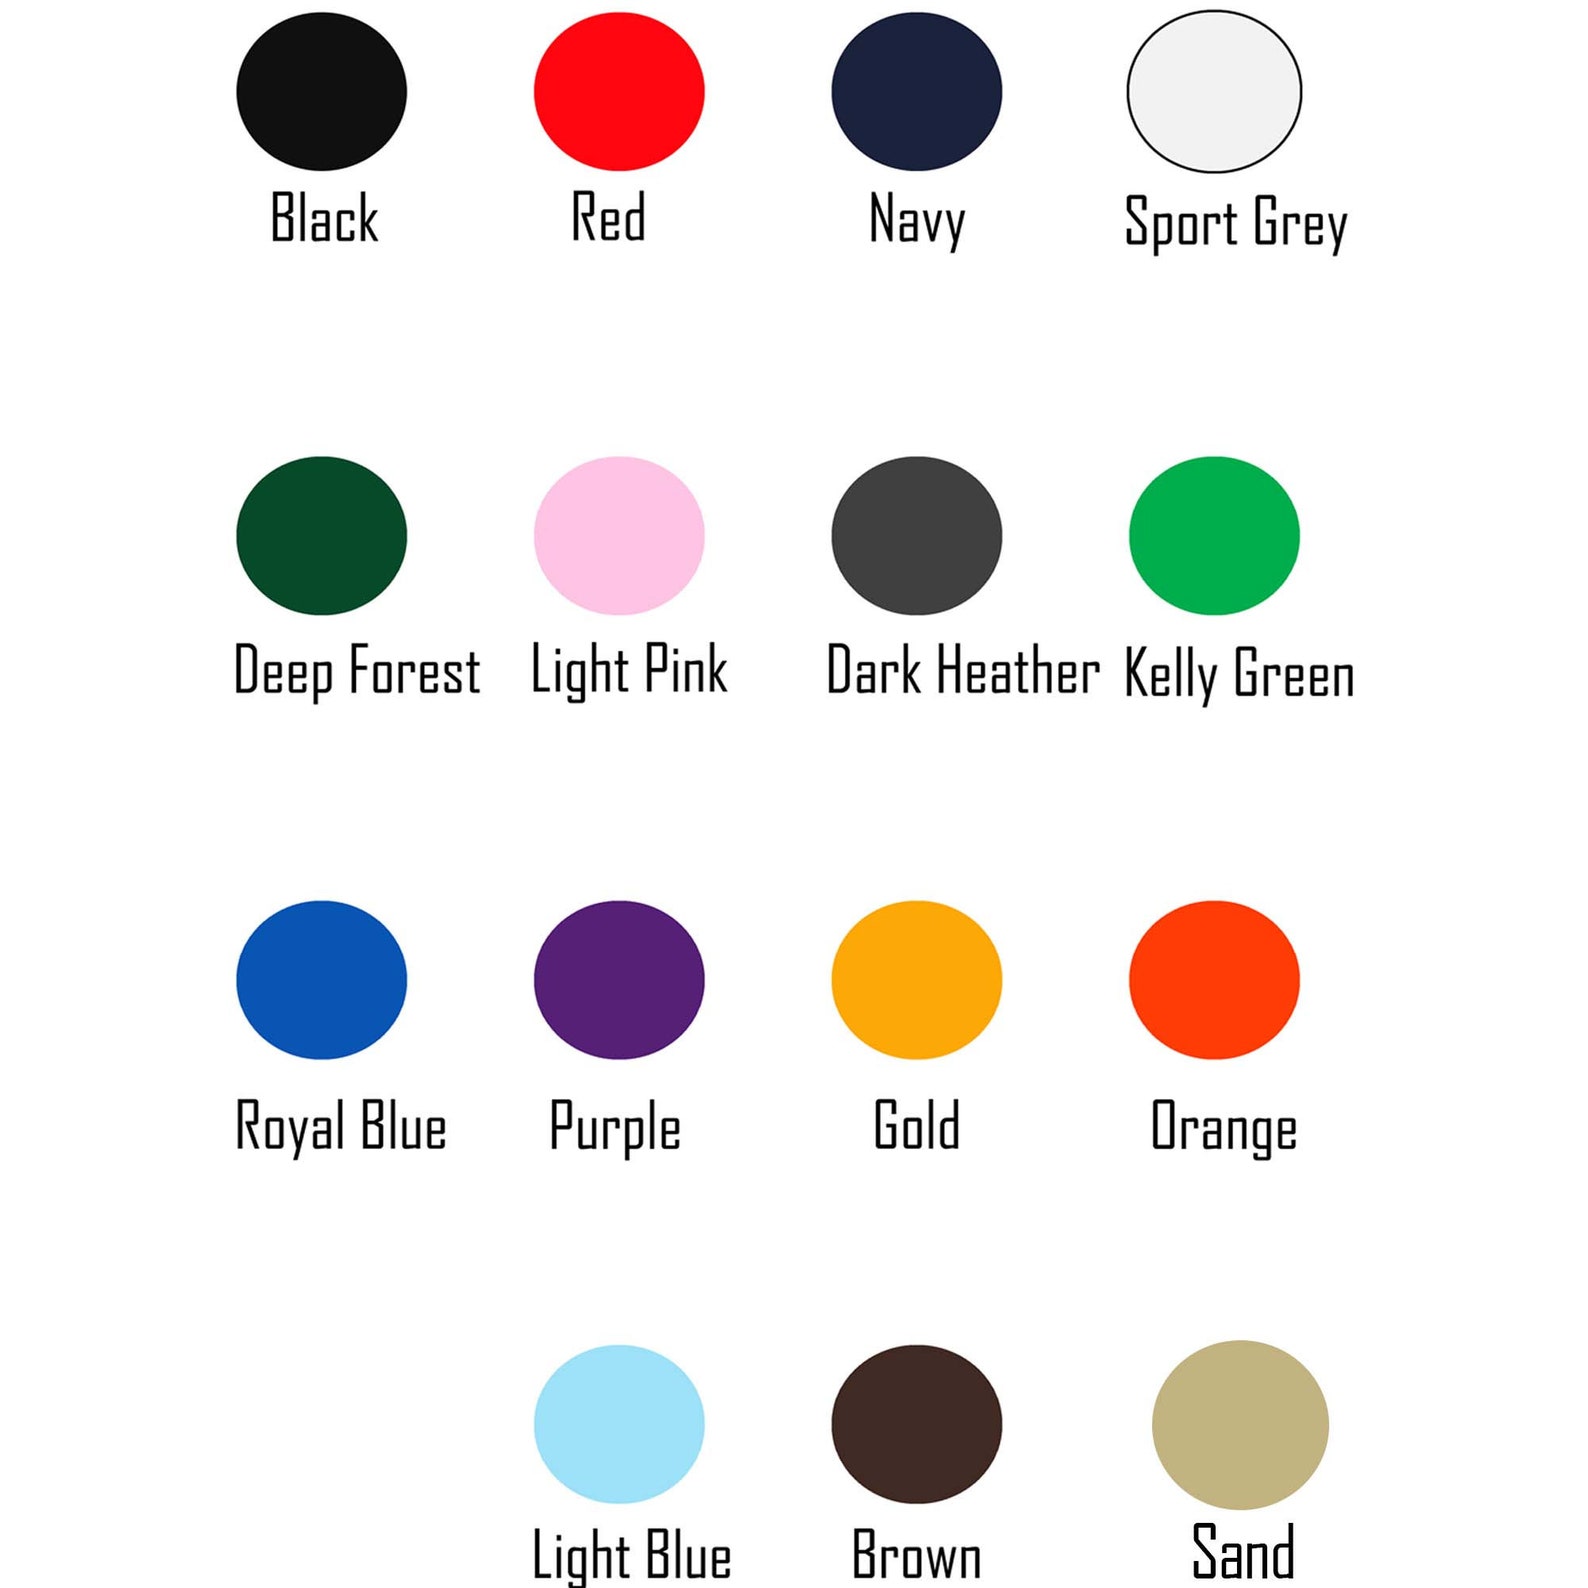 Black Red Navy Sport Grey
Deep Forest Light Pink Dark Heather Kelly Green
Royal Blue Purple Gold Orange
Light Blue Brown Sand